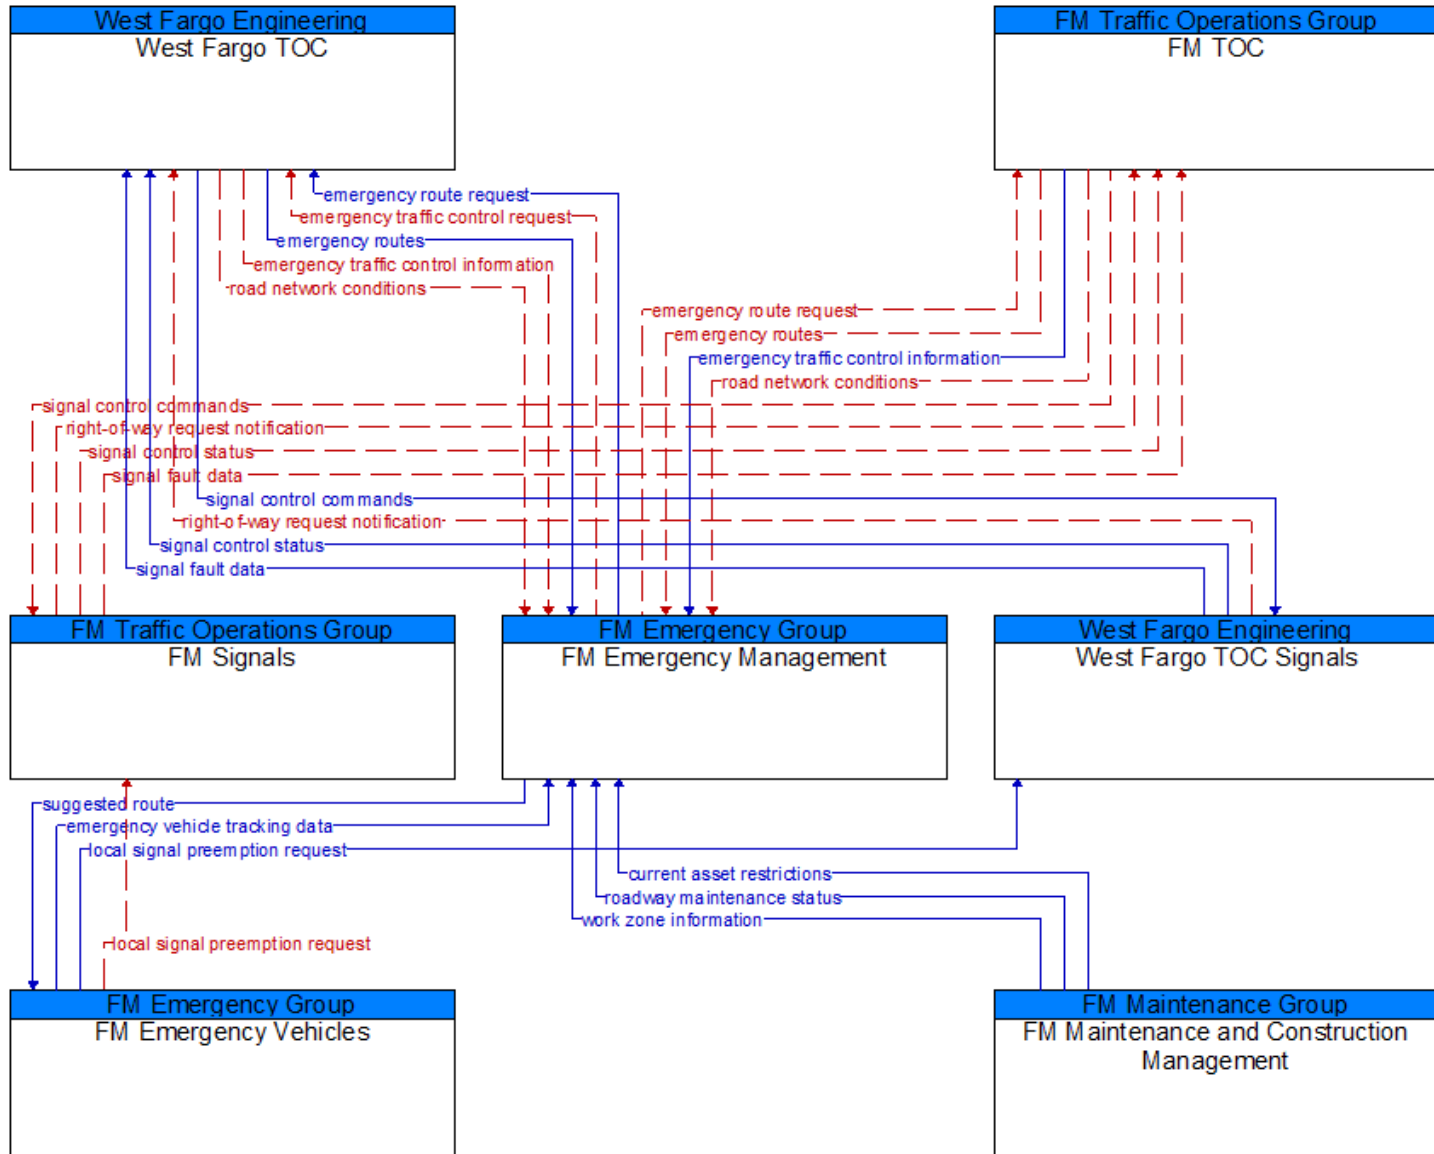 West Fargo Engineering
West Fargo TOC
FM Traffic Operations Group
FM TOC
emergency route request
emergency traffic control request
emergency routes
emergency traffic control information
road network conditions
emergency route request
emergency routes
emergency traffic control information
road network conditions
signal control commands
right-of-way request notification
signal control status
signal fault data
signal control commands
right-of-way request notification
signal control status
signal fault data
FM Traffic Operations Group
FM Signals
FM Emergency Group
FM Emergency Management
West Fargo Engineering
West Fargo TOC Signals
suggested route
emergency vehicle tracking data
local signal preemption request
current asset restrictions
roadway maintenance status
work zone information
local signal preemption request
FM Emergency Group
FM Emergency Vehicles
FM Maintenance Group
FM Maintenance and Construction
Management